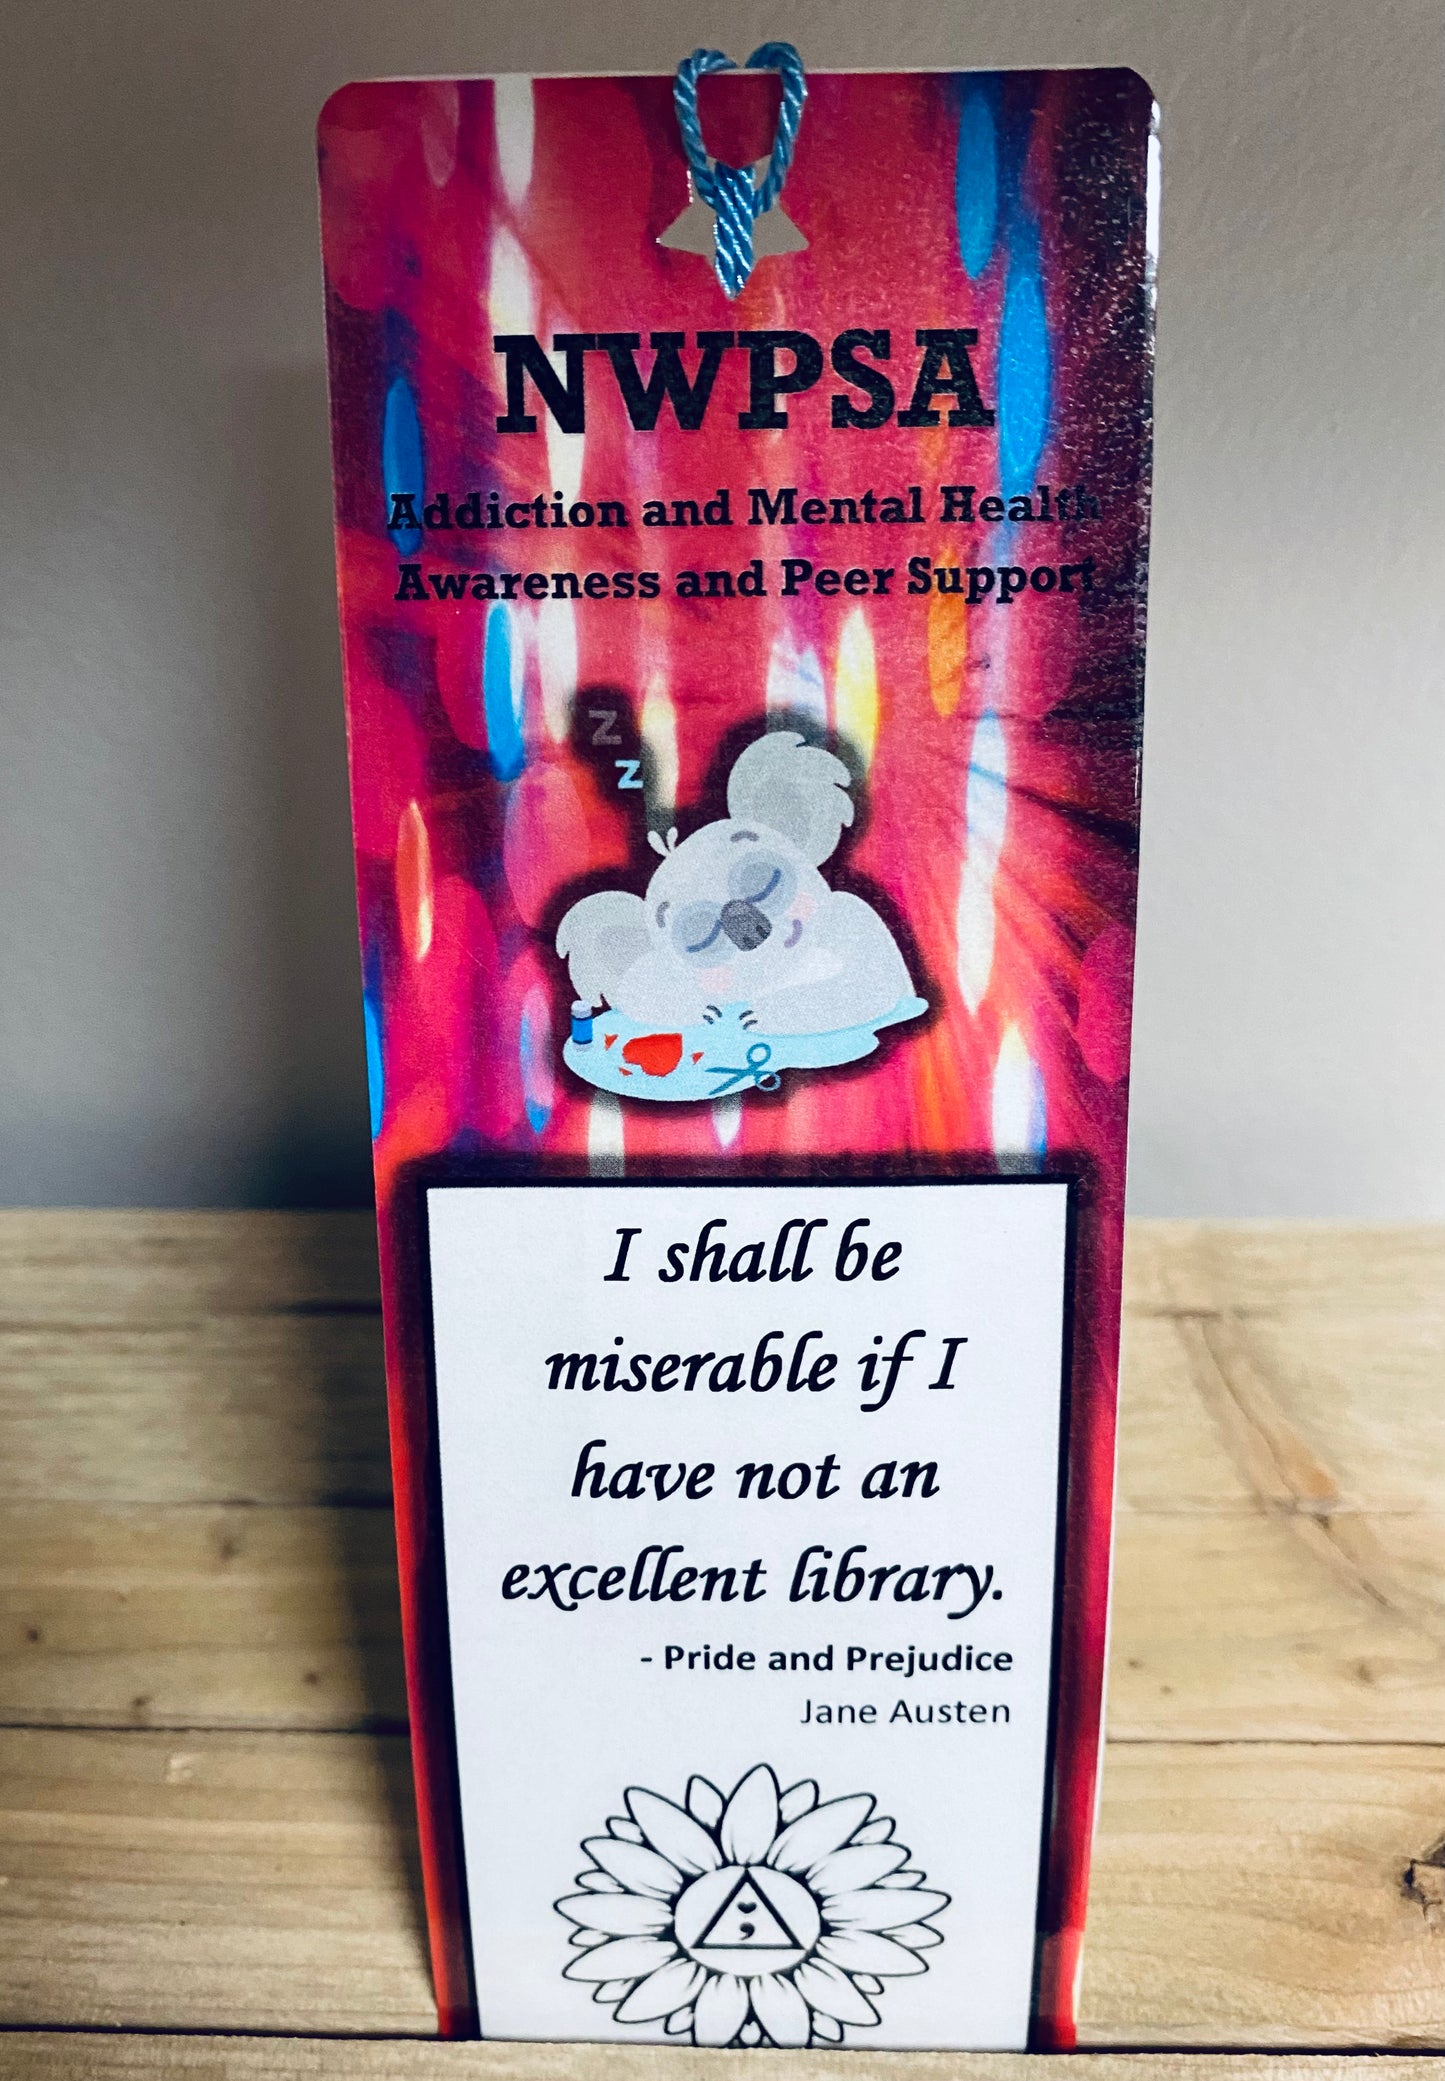 NWPSA
Addiction and Mental Health
Awareness and Peer Support
z
z
I shall be
miserable if I
have not an
excellent library.
- Pride and Prejudice
Jane Austen